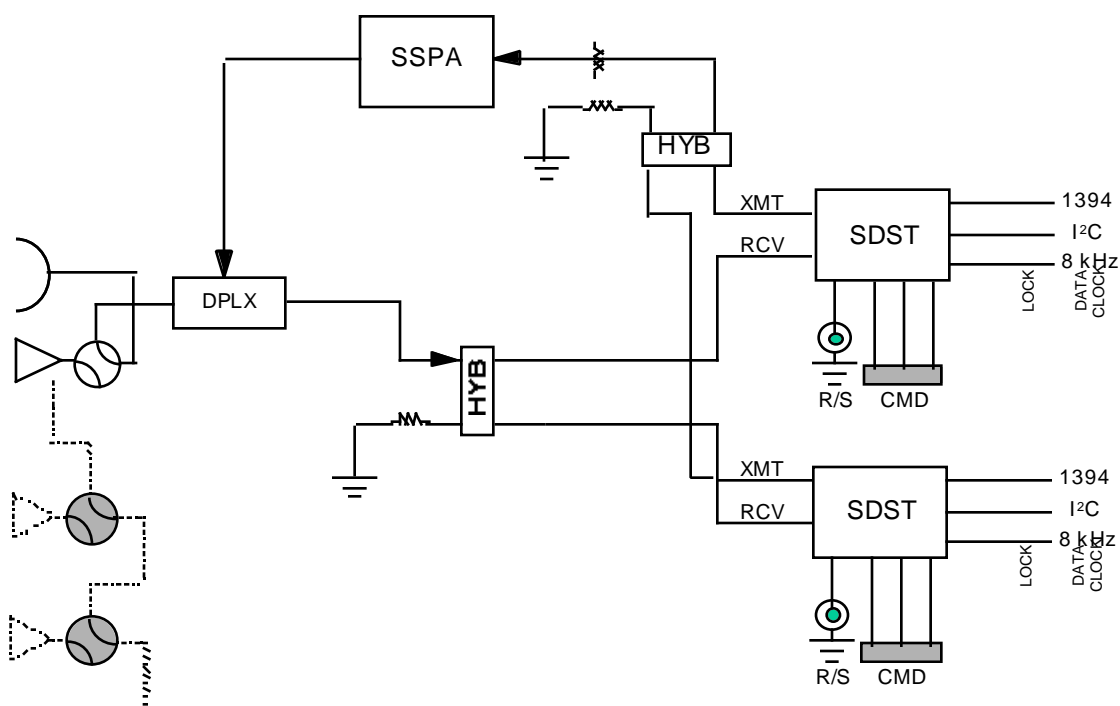 SSPA
HYB
XMT
RCV
SDST
1394
I²C
8 kHz
LOCK
DATA
CLOCK
DPLX
HYB
R/S
CMD
XMT
RCV
SDST
1394
I²C
8 kHz
LOCK
DATA
CLOCK
R/S
CMD